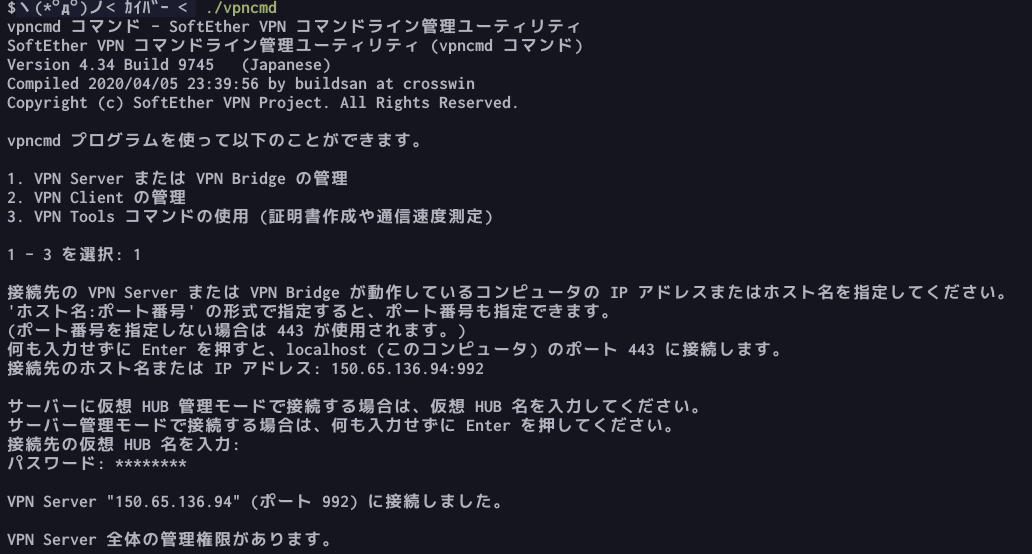 $ヽ(*ﾟдﾟ)ノ< ｶｲﾊﾞｰ < ./vpncmd
vpncmd コマンド - SoftEther VPN コマンドライン管理ユーティリティ
SoftEther VPN コマンドライン管理ユーティリティ (vpncmd コマンド)
Version 4.34 Build 9745   (Japanese)
Compiled 2020/04/05 23:39:56 by buildsan at crosswin
Copyright (c) SoftEther VPN Project. All Rights Reserved.
vpncmd プログラムを使って以下のことができます。
1. VPN Server または VPN Bridge の管理
2. VPN Client の管理
3. VPN Tools コマンドの使用 (証明書作成や通信速度測定)
1 - 3 を選択: 1
接続先の VPN Server または VPN Bridge が動作しているコンピュータの IP アドレスまたはホスト名を指定してください。
'ホスト名:ポート番号' の形式で指定すると、ポート番号も指定できます。
(ポート番号を指定しない場合は 443 が使用されます。)
何も入力せずに Enter を押すと、localhost (このコンピュータ) のポート 443 に接続します。
接続先のホスト名または IP アドレス: 150.65.136.94:992
サーバーに仮想 HUB 管理モードで接続する場合は、仮想 HUB 名を入力してください。
サーバー管理モードで接続する場合は、何も入力せずに Enter を押してください。
接続先の仮想 HUB 名を入力:
パスワード: ********
VPN Server "150.65.136.94" (ポート 992) に接続しました。
VPN Server 全体の管理権限があります。